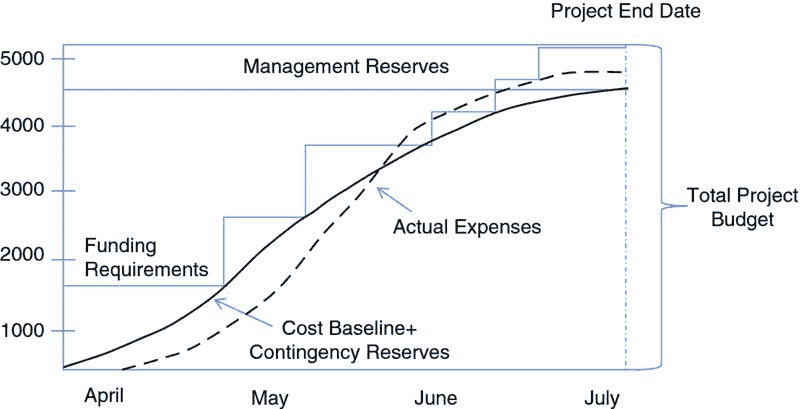 Project End Date
5000
Management Reserves
4000
3000
Total Project
Budget
Actual Expenses
Funding
Requirements
2000
Cost Baseline+
Contingency Reserves
1000
April
May
June
July